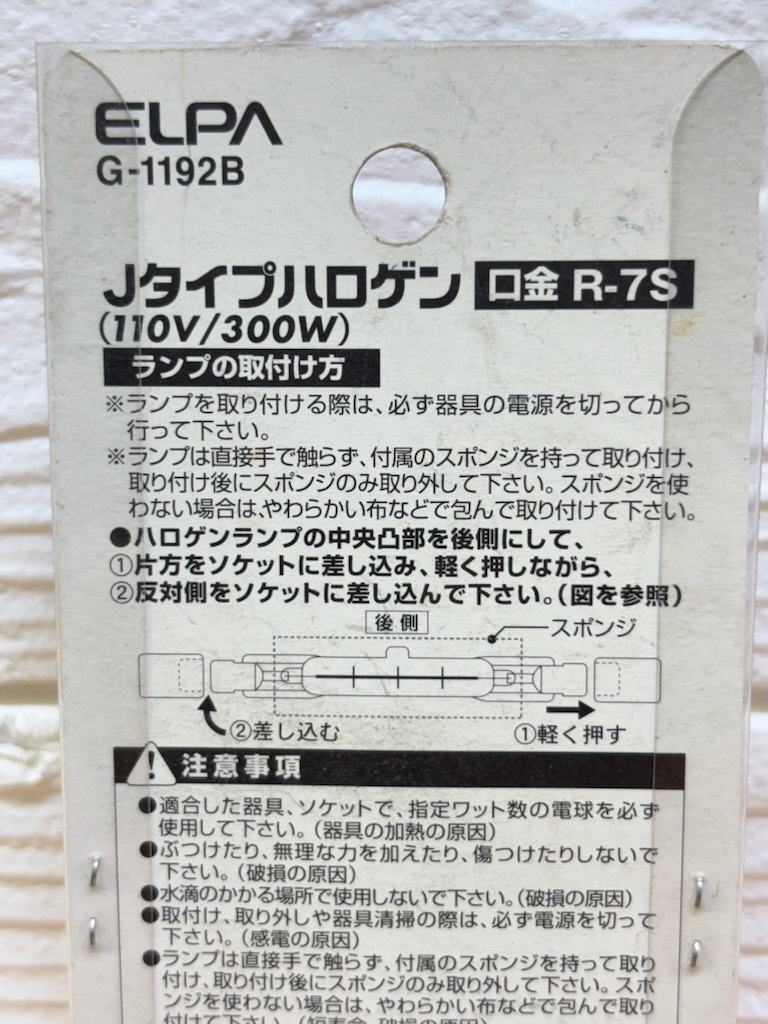 ELPA
G-1192B
Jタイプハロゲン 口金 R-7S
(110V/300W)
ランプの取付け方
※ランプを取り付ける際は、必ず器具の電源を切ってから
行って下さい。
※ランプは直接手で触らず、付属のスポンジを持って取り付け、
取り付け後にスポンジのみ取り外して下さい。スポンジを使
わない場合は、やわらかい布などで包んで取り付けて下さい。
●ハロゲンランプの中央凸部を後側にして、
①片方をソケットに差し込み、軽く押しながら、
②反対側をソケットに差し込んで下さい。(図を参照)
後側
スポンジ
②差し込む
①軽く押す
注意事項
●適合した器具、ソケットで、指定ワット数の電球を必ず
使用して下さい。(器具の加熱の原因)
●ぶつけたり、無理な力を加えたり、傷つけたりしないで
下さい。(破損の原因)
●水滴のかかる場所で使用しないで下さい。(破損の原因)
●取付け、取り外しや器具清掃の際は、必ず電源を切って
下さい。(感電の原因)
●ランプは直接手で触らず、付属のスポンジを持って取り
付け、取り付け後にスポンジのみ取り外して下さい。スポ
ンジを使わない場合は、やわらかい布などで包んで取り
付けて下さい。(短寿命、破損の原因)